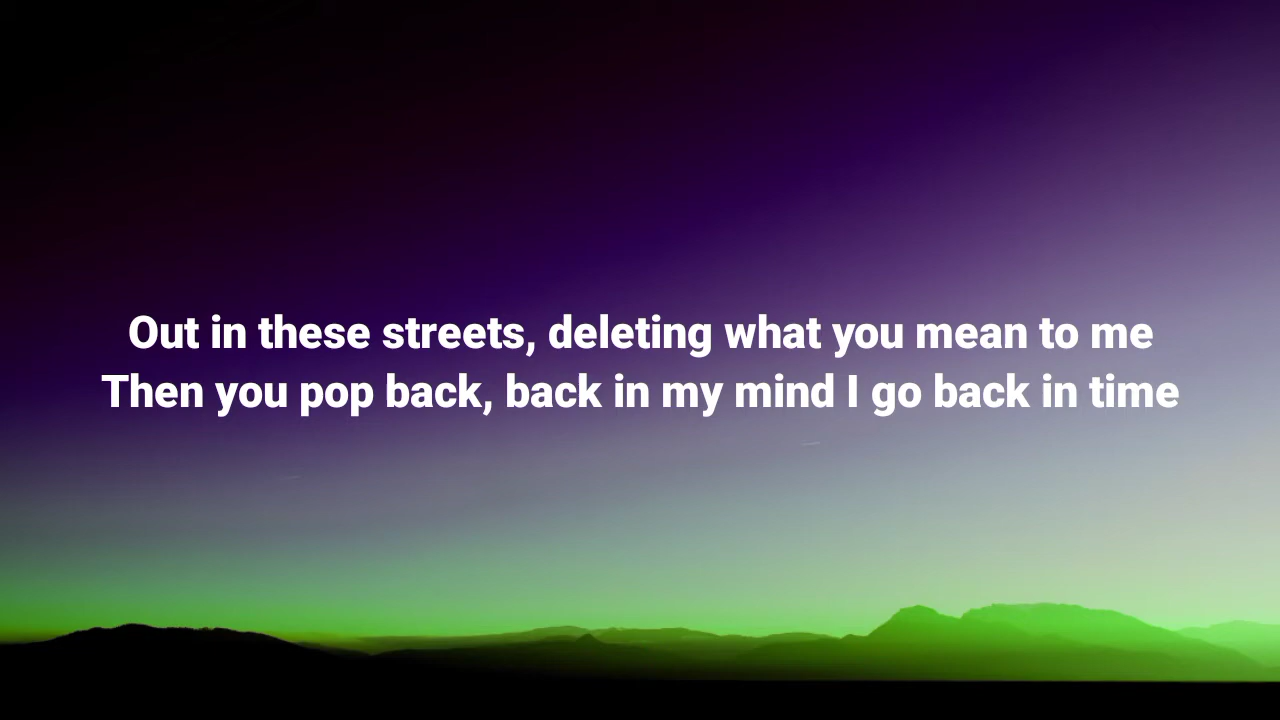 Out in these streets, deleting what you mean to me
Then you pop back, back in my mind I go back in time